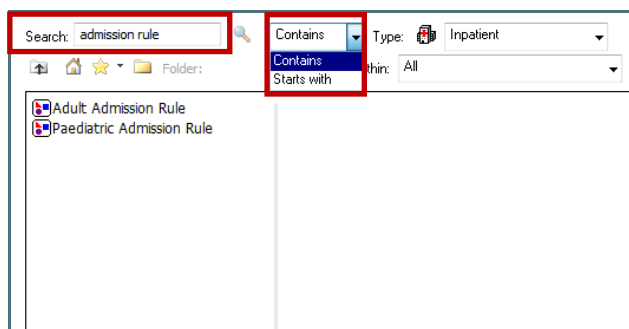 Search: admission rule Contains Type: Inpatient
Folder: Contains thin: All
Starts with
Adult Admission Rule
Paediatric Admission Rule